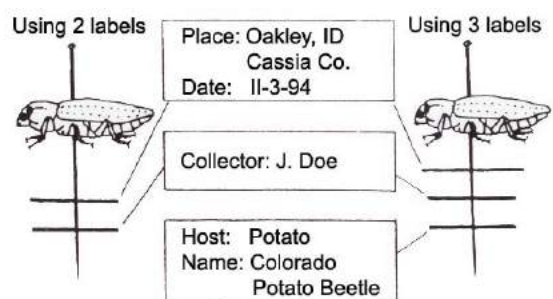 Using 2 labels
Using 3 labels
Place: Oakley, ID
Cassia Co.
Date: II-3-94
Collector: J. Doe
Host: Potato
Name: Colorado
Potato Beetle